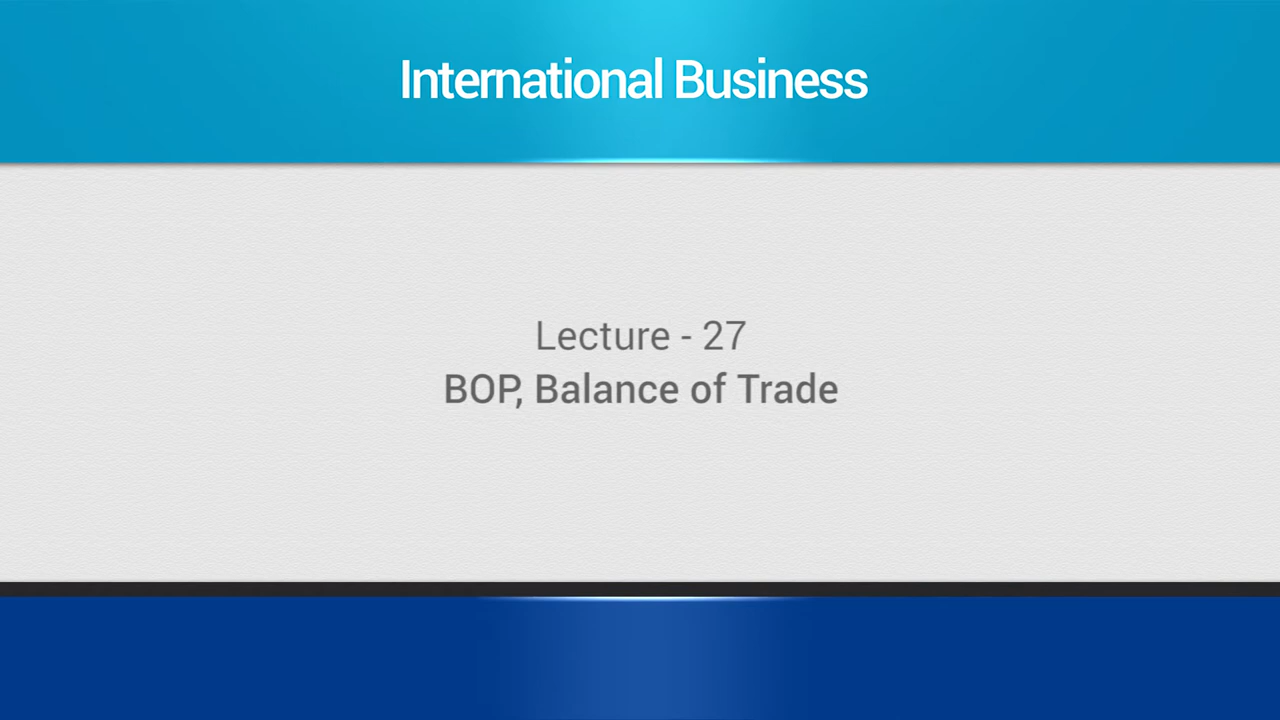 International Business
Lecture - 27
BOP, Balance of Trade